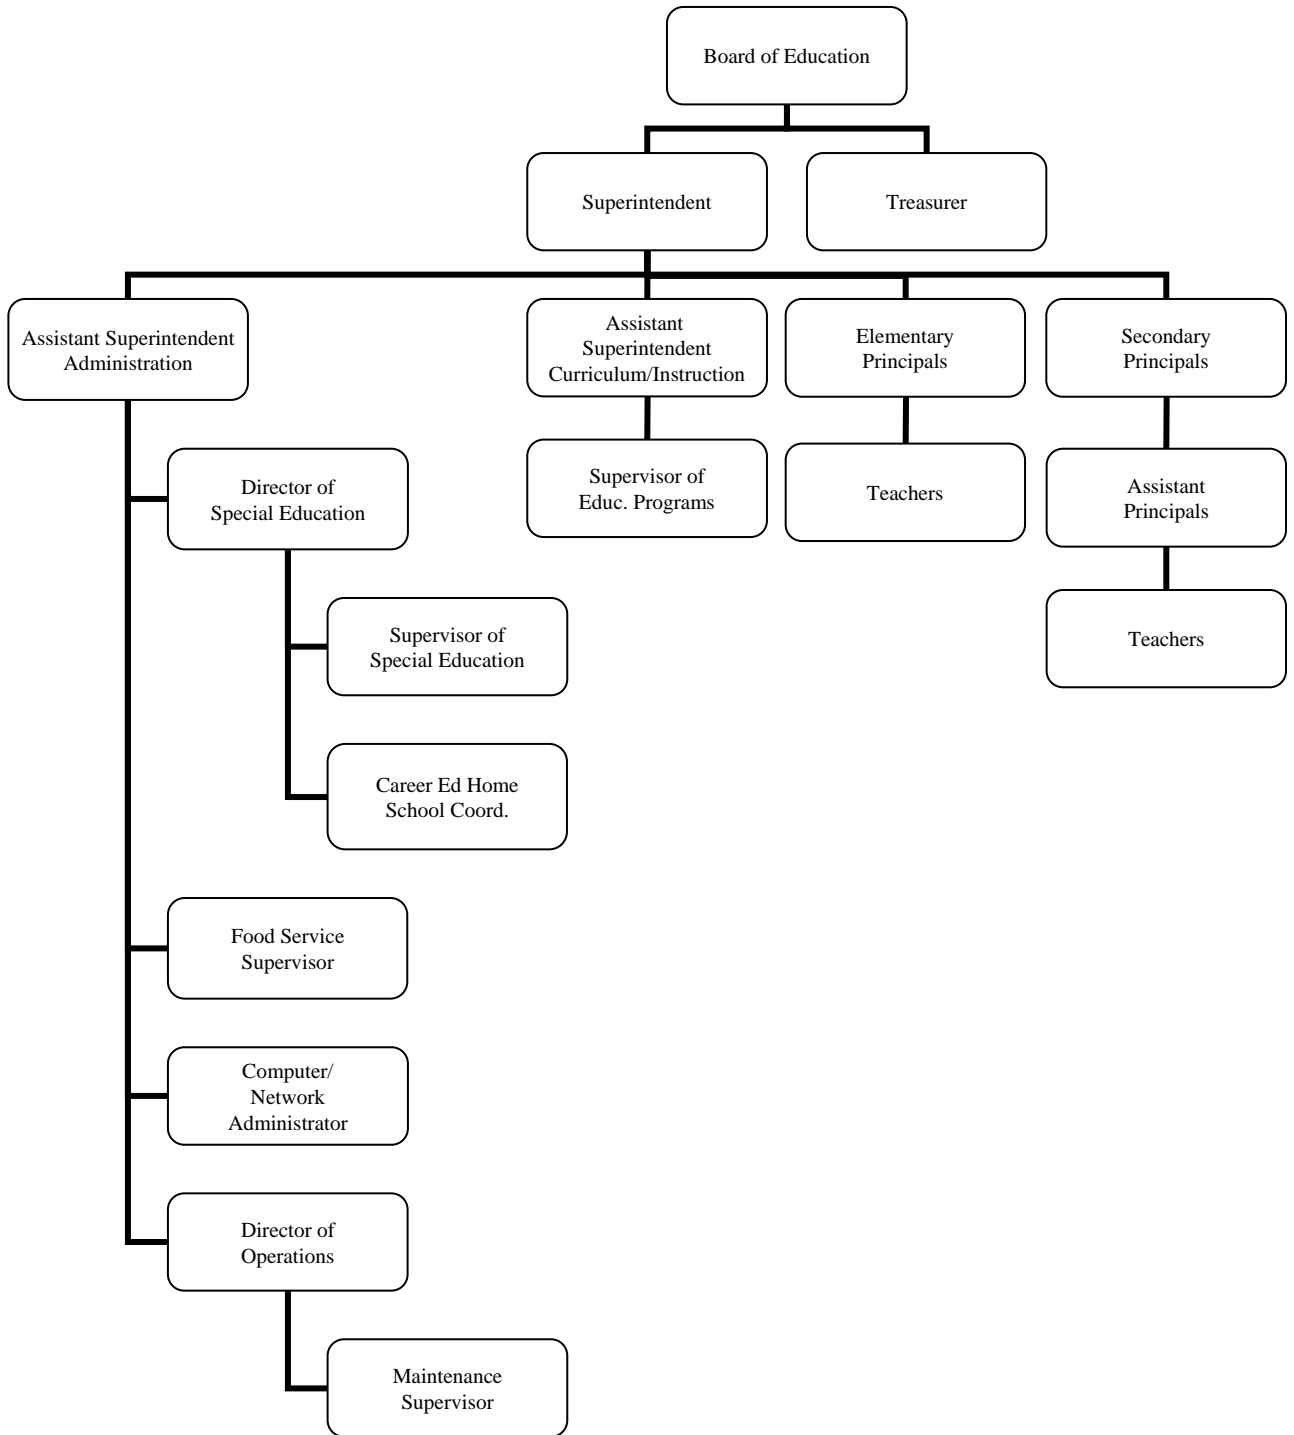 Board of Education
Superintendent
Treasurer
Assistant Superintendent
Administration
Assistant
Superintendent
Curriculum/Instruction
Elementary
Principals
Secondary
Principals
Director of
Special Education
Supervisor of
Educ. Programs
Teachers
Assistant
Principals
Supervisor of
Special Education
Teachers
Career Ed Home
School Coord.
Food Service
Supervisor
Computer/
Network
Administrator
Director of
Operations
Maintenance
Supervisor